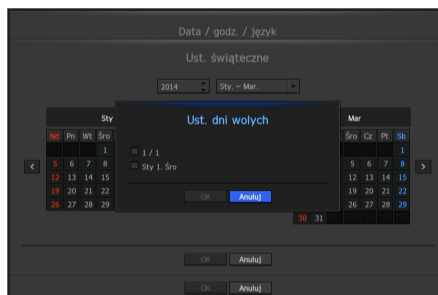 Data / godz. / język
Ust. świąteczne
2014 Sty. – Mar.
Sty Mar
Ust. dni wolych
Nd Pn Wt Śro Śro Cz Pt Sb
1 1
1 / 1
5 6 7 8 5 6 7 8
Sty 1. Śro
12 13 14 15 12 13 14 15
19 20 21 22 19 20 21 22
OK Anuluj
26 27 28 29 26 27 28 29
30 31
OK Anuluj
OK Anuluj